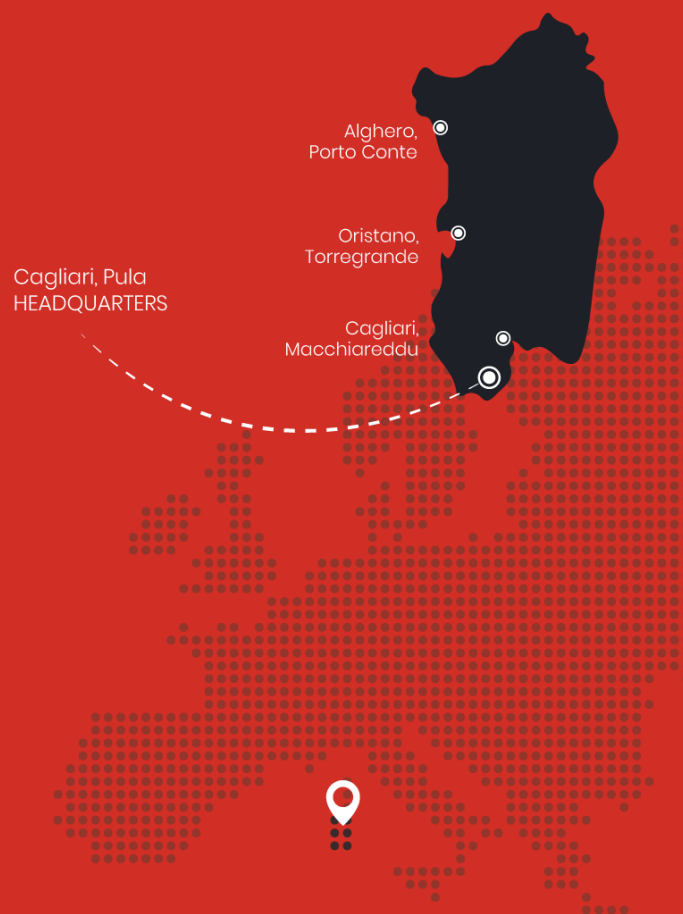 Alghero,
Porto Conte
Oristano,
Torregrande
Cagliari, Pula
HEADQUARTERS
Cagliari,
Macchiareddu